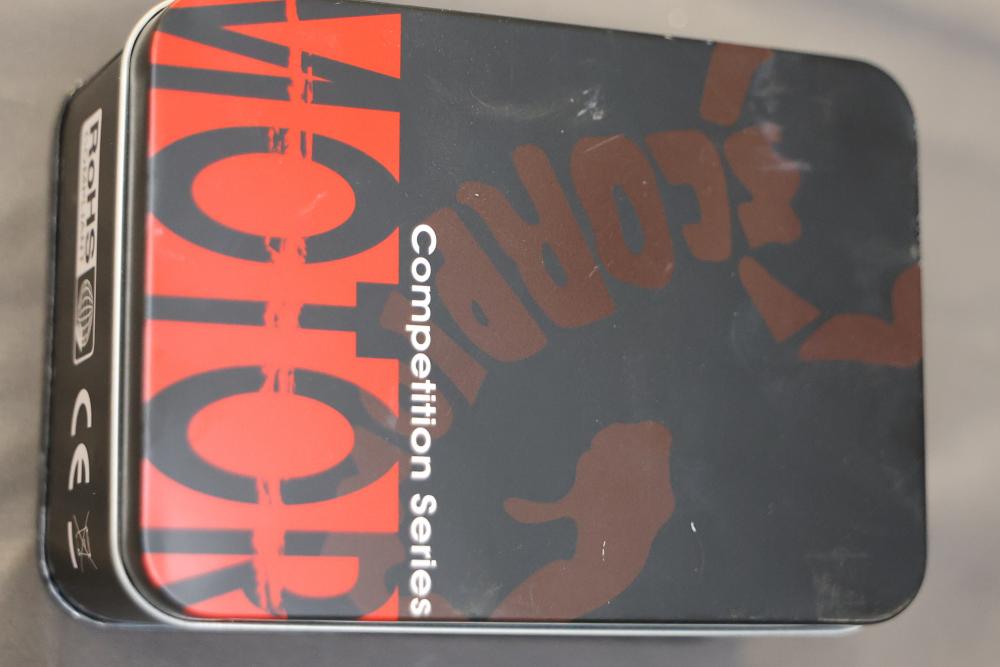 MOTOR
Competition Series
SCORPION
RoHS
CE